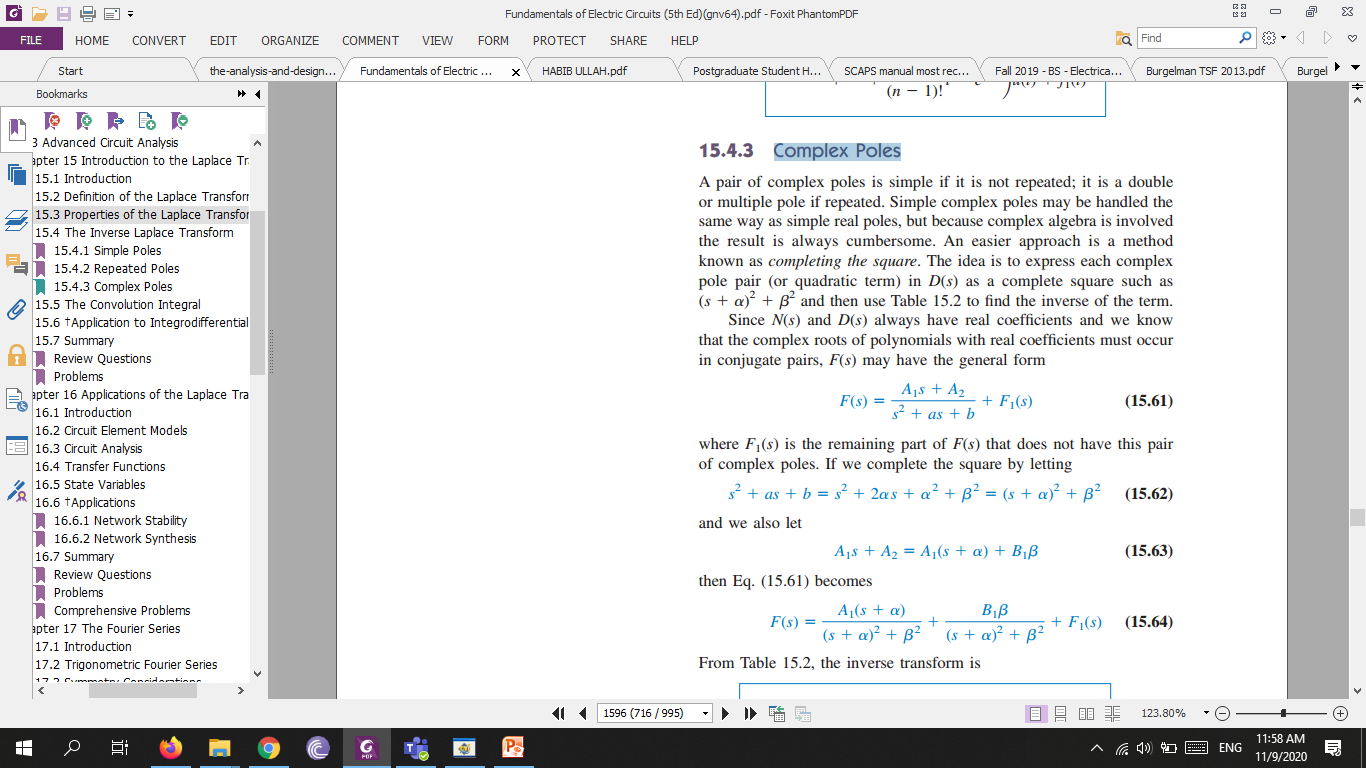 Fundamentals of Electric Circuits (5th Ed)(gnv64).pdf - Foxit PhantomPDF
FILE HOME CONVERT EDIT ORGANIZE COMMENT VIEW FORM PROTECT SHARE HELP Find
Start the-analysis-and-design... Fundamentals of Electric ... x HABIB ULLAH.pdf Postgraduate Student H... SCAPS manual most rec... Fall 2019 - BS - Electrica... Burgelman TSF 2013.pdf Burgel
Bookmarks
3 Advanced Circuit Analysis
apter 15 Introduction to the Laplace Tr
15.1 Introduction
15.2 Definition of the Laplace Transforr
15.3 Properties of the Laplace Transfor
15.4 The Inverse Laplace Transform
15.4.1 Simple Poles
15.4.2 Repeated Poles
15.4.3 Complex Poles
15.5 The Convolution Integral
15.6 †Application to Integrodifferential
15.7 Summary
Review Questions
Problems
apter 16 Applications of the Laplace Tra
16.1 Introduction
16.2 Circuit Element Models
16.3 Circuit Analysis
16.4 Transfer Functions
16.5 State Variables
16.6 †Applications
16.6.1 Network Stability
16.6.2 Network Synthesis
16.7 Summary
Review Questions
Problems
Comprehensive Problems
apter 17 The Fourier Series
17.1 Introduction
17.2 Trigonometric Fourier Series
(n − 1)!
15.4.3 Complex Poles
A pair of complex poles is simple if it is not repeated; it is a double
or multiple pole if repeated. Simple complex poles may be handled the
same way as simple real poles, but because complex algebra is involved
the result is always cumbersome. An easier approach is a method
known as completing the square. The idea is to express each complex
pole pair (or quadratic term) in D(s) as a complete square such as
(s + α)² + β² and then use Table 15.2 to find the inverse of the term.
Since N(s) and D(s) always have real coefficients and we know
that the complex roots of polynomials with real coefficients must occur
in conjugate pairs, F(s) may have the general form
F(s) = (A₁s + A₂)/(s² + as + b) + F₁(s) (15.61)
where F₁(s) is the remaining part of F(s) that does not have this pair
of complex poles. If we complete the square by letting
s² + as + b = s² + 2αs + α² + β² = (s + α)² + β² (15.62)
and we also let
A₁s + A₂ = A₁(s + α) + B₁β (15.63)
then Eq. (15.61) becomes
F(s) = A₁(s + α)/((s + α)² + β²) + B₁β/((s + α)² + β²) + F₁(s) (15.64)
From Table 15.2, the inverse transform is
1596 (716 / 995) 123.80%
ENG 11:58 AM
11/9/2020